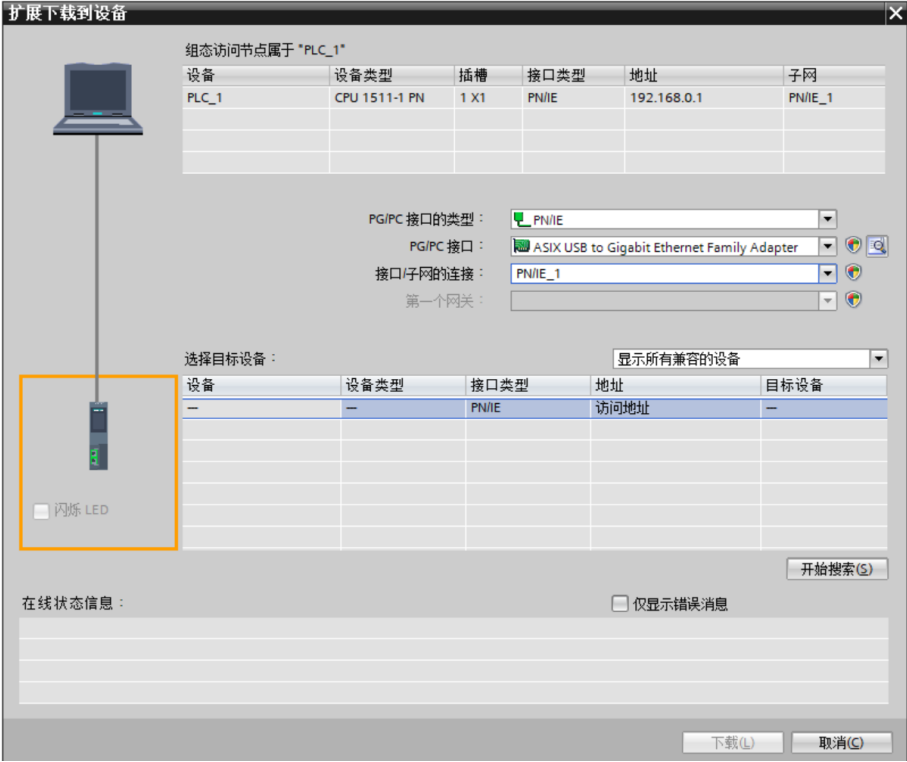 扩展下载到设备
组态访问节点属于 "PLC_1"
设备 设备类型 插槽 接口类型 地址 子网
PLC_1 CPU 1511-1 PN 1 X1 PN/IE 192.168.0.1 PN/IE_1
PG/PC 接口的类型: PN/IE
PG/PC 接口: ASIX USB to Gigabit Ethernet Family Adapter
接口/子网的连接: PN/IE_1
第一个网关:
选择目标设备: 显示所有兼容的设备
设备 设备类型 接口类型 地址 目标设备
— — PN/IE 访问地址 —
闪烁 LED
开始搜索(S)
在线状态信息: 仅显示错误消息
下载(L) 取消(C)